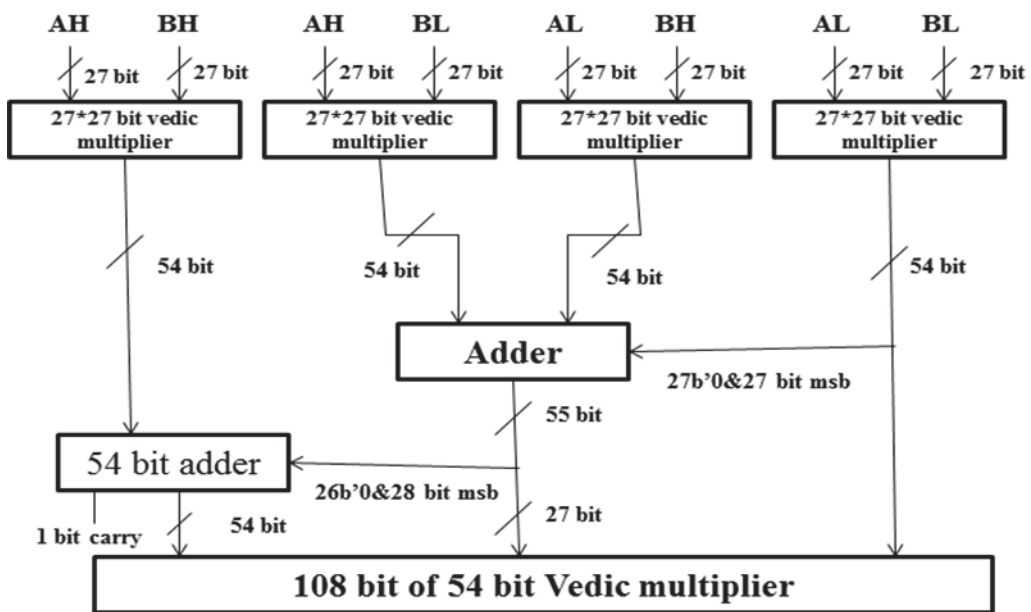 AH BH AH BL AL BH AL BL
27 bit 27 bit 27 bit 27 bit 27 bit 27 bit 27 bit 27 bit
27*27 bit vedic
multiplier
27*27 bit vedic
multiplier
27*27 bit vedic
multiplier
27*27 bit vedic
multiplier
54 bit 54 bit 54 bit 54 bit
Adder
27b'0&27 bit msb
55 bit
54 bit adder
26b'0&28 bit msb
1 bit carry 54 bit 27 bit
108 bit of 54 bit Vedic multiplier